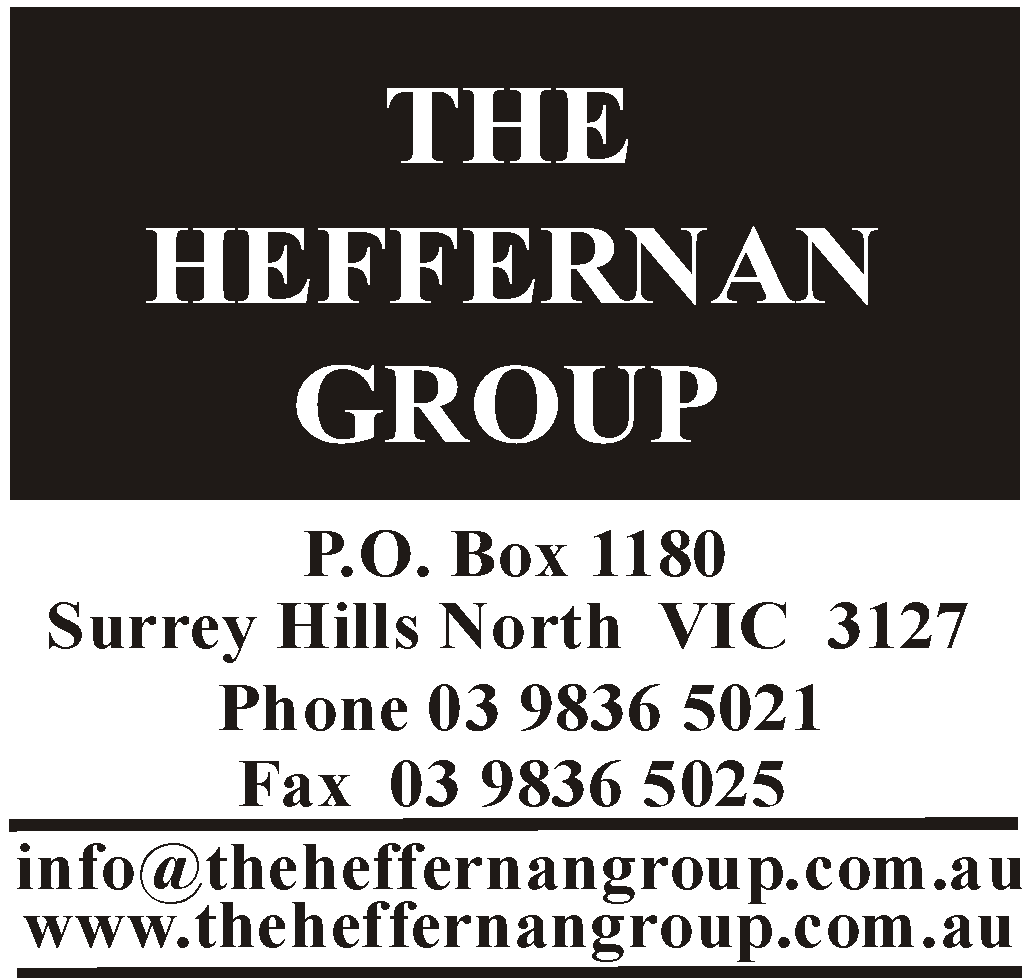 THE
HEFFERNAN
GROUP
P.O. Box 1180
Surrey Hills North VIC 3127
Phone 03 9836 5021
Fax 03 9836 5025
info@theheffernangroup.com.au
www.theheffernangroup.com.au